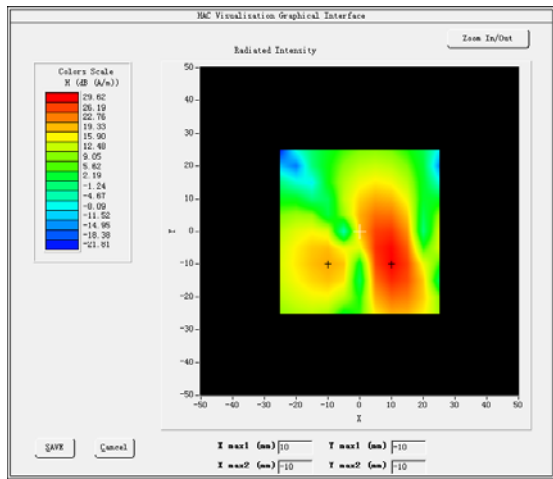 HAC Visualisation Graphical Interface
Zoom In/Out
Radiated Intensity
Colors Scale
H (dB (A/m))
29.62
26.19
22.76
19.33
15.90
12.48
9.05
5.62
2.19
-1.24
-4.67
-8.09
-11.52
-14.95
-18.38
-21.81
50
40
30
20
10
Y
0
-10
-20
-30
-40
-50
-50 -40 -30 -20 -10 0 10 20 30 40 50
X
SAVE Cancel
X max1 (mm) 10 Y max1 (mm) -10
X max2 (mm) -10 Y max2 (mm) -10